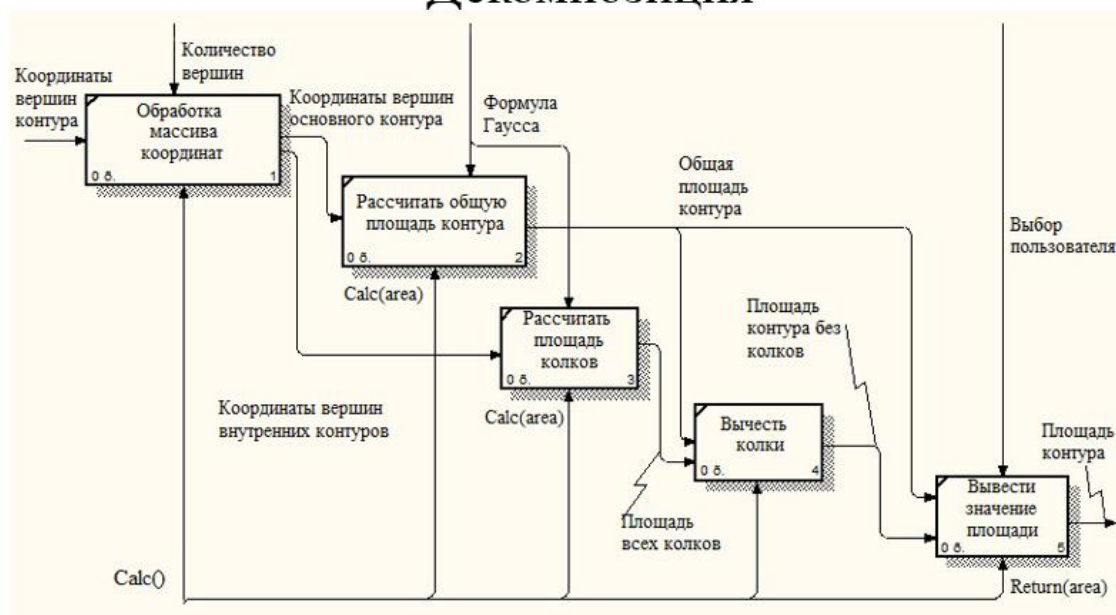 Декомпозиция
Количество
вершин
Координаты
вершин
контура
Обработка
массива
координат
0 б.
1
Координаты вершин
основного контура
Формула
Гаусса
Рассчитать общую
площадь контура
0 б.
2
Calc(area)
Общая
площадь
контура
Выбор
пользователя
Рассчитать
площадь
колков
0 б.
3
Calc(area)
Площадь
контура без
колков
Координаты вершин
внутренних контуров
Вычесть
колки
0 б.
4
Площадь
контура
Площадь
всех колков
Вывести
значение
площади
0 б.
5
Calc()
Return(area)